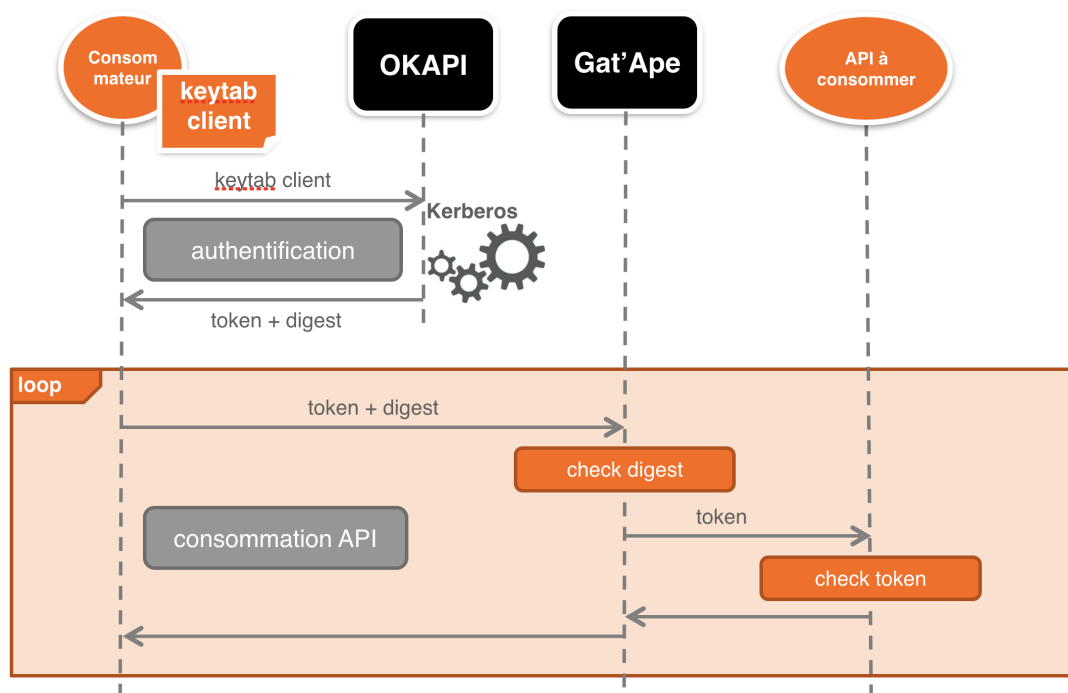 Consom
mateur
keytab
client
OKAPI
Gat'Ape
API à
consommer
keytab client
Kerberos
authentification
token + digest
loop
token + digest
check digest
token
consommation API
check token